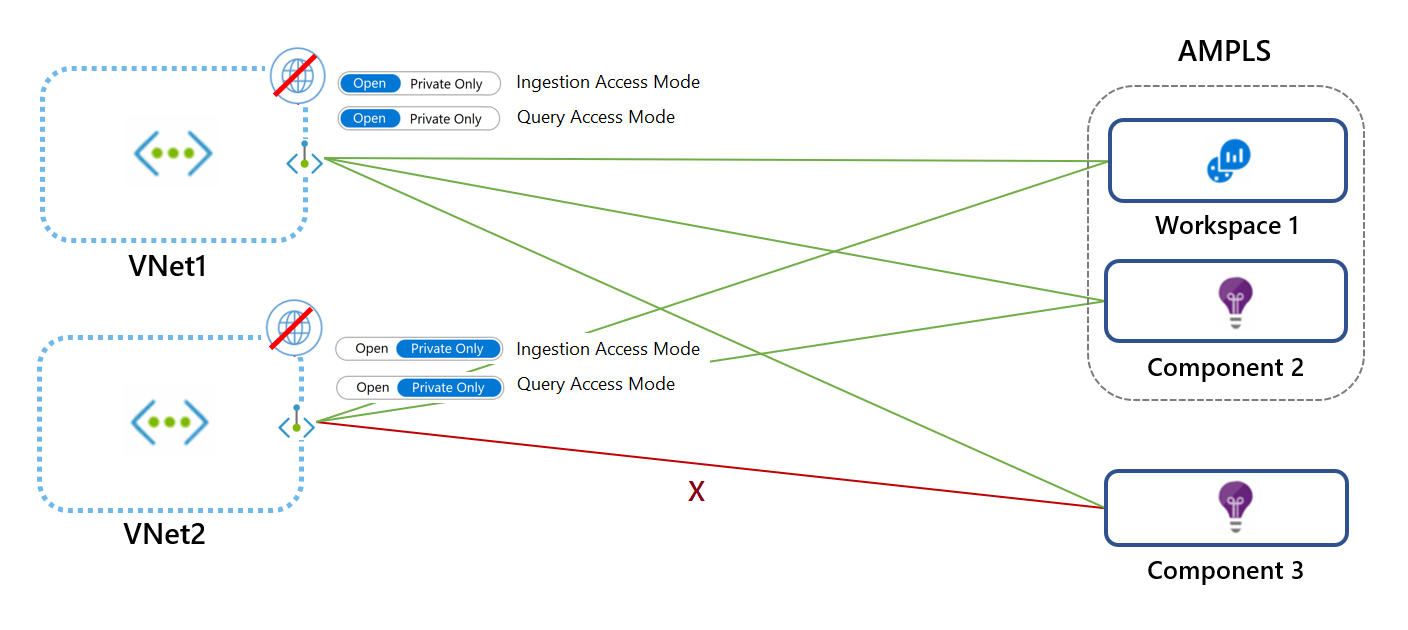 AMPLS
Open Private Only Ingestion Access Mode
Open Private Only Query Access Mode
Workspace 1
VNet1
Open Private Only Ingestion Access Mode
Component 2
Open Private Only Query Access Mode
X
VNet2
Component 3